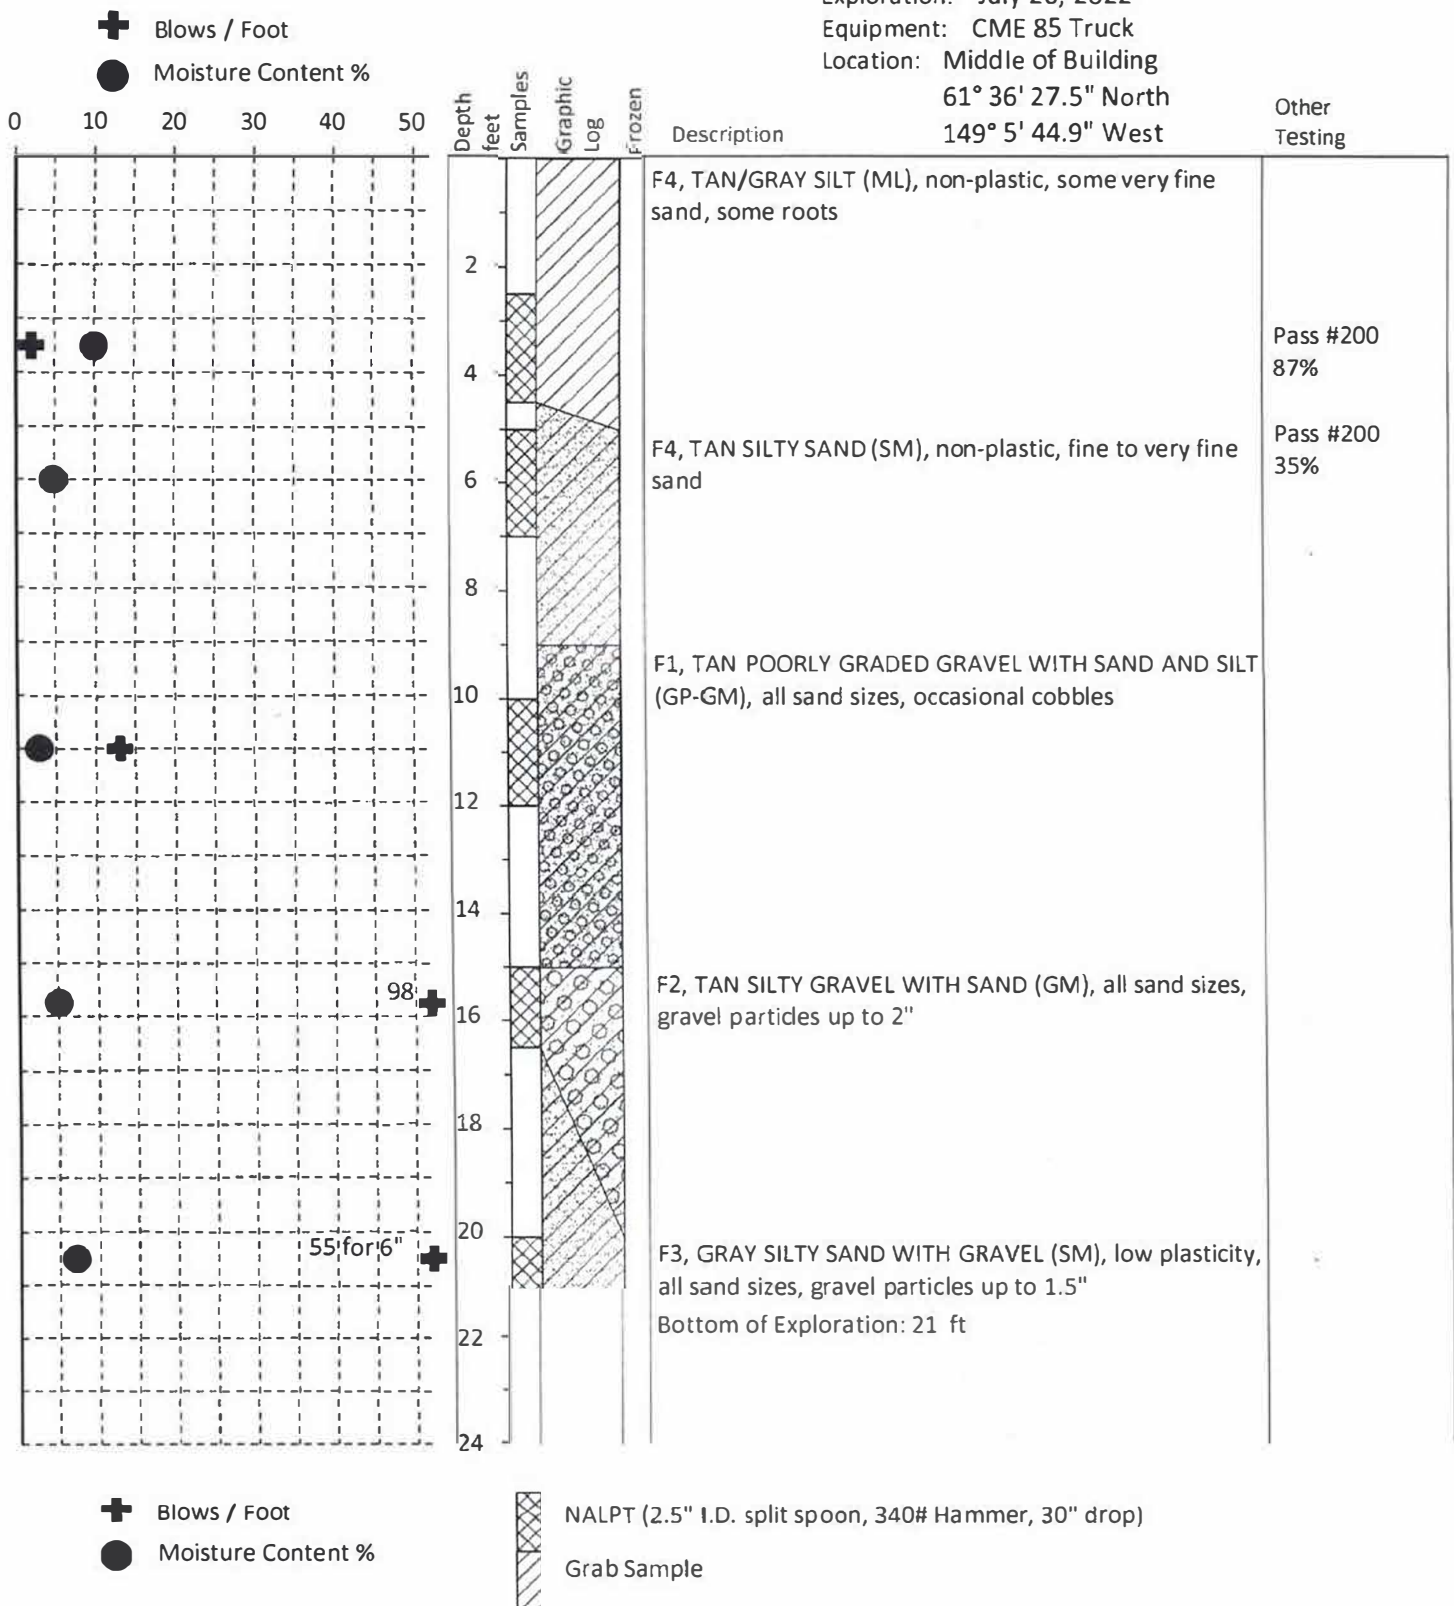 Blows / Foot
Equipment: CME 85 Truck
Moisture Content %
Location: Middle of Building
61° 36' 27.5" North
149° 5' 44.9" West
0 10 20 30 40 50
Depth feet
Samples
Graphic Log
Frozen
Description
Other
Testing
F4, TAN/GRAY SILT (ML), non-plastic, some very fine
sand, some roots
2
Pass #200
4
87%
F4, TAN SILTY SAND (SM), non-plastic, fine to very fine
Pass #200
6
sand
35%
8
F1, TAN POORLY GRADED GRAVEL WITH SAND AND SILT
10
(GP-GM), all sand sizes, occasional cobbles
12
14
98
F2, TAN SILTY GRAVEL WITH SAND (GM), all sand sizes,
16
gravel particles up to 2"
18
20
55 for 6"
F3, GRAY SILTY SAND WITH GRAVEL (SM), low plasticity,
all sand sizes, gravel particles up to 1.5"
Bottom of Exploration: 21 ft
22
24
Blows / Foot
NALPT (2.5" I.D. split spoon, 340# Hammer, 30" drop)
Moisture Content %
Grab Sample